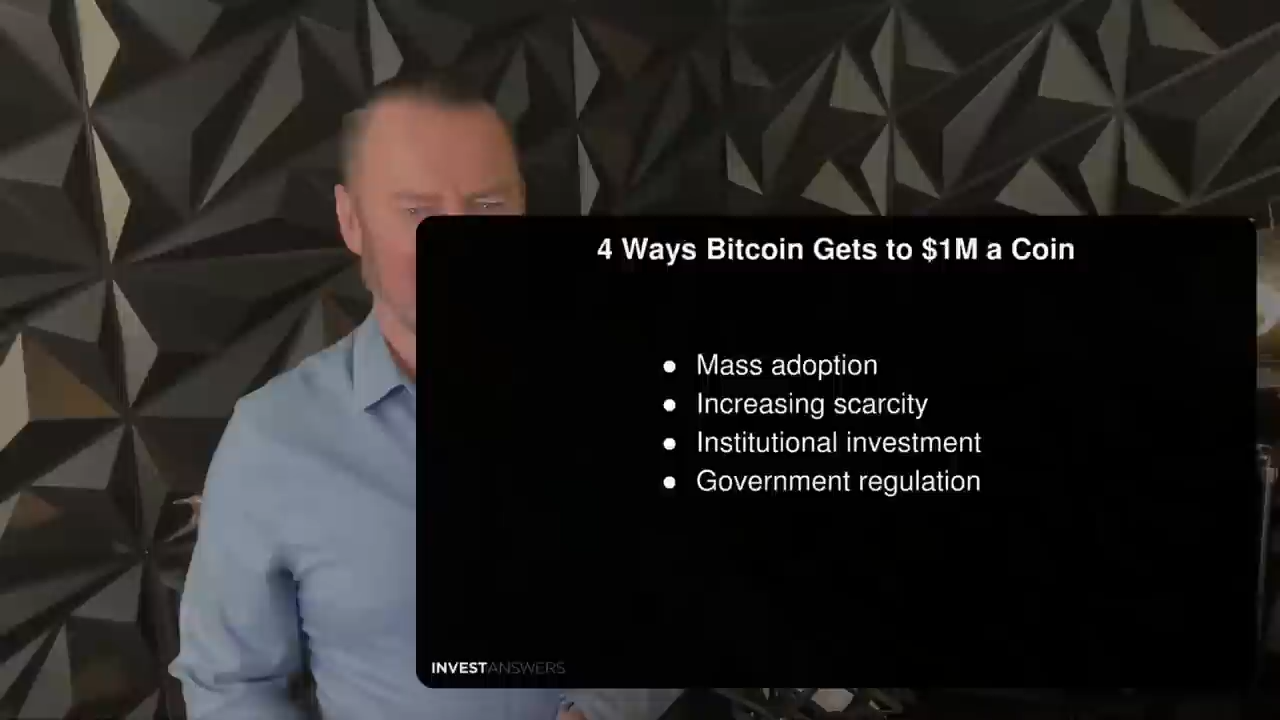 4 Ways Bitcoin Gets to $1M a Coin
● Mass adoption
● Increasing scarcity
● Institutional investment
● Government regulation
INVESTANSWERS